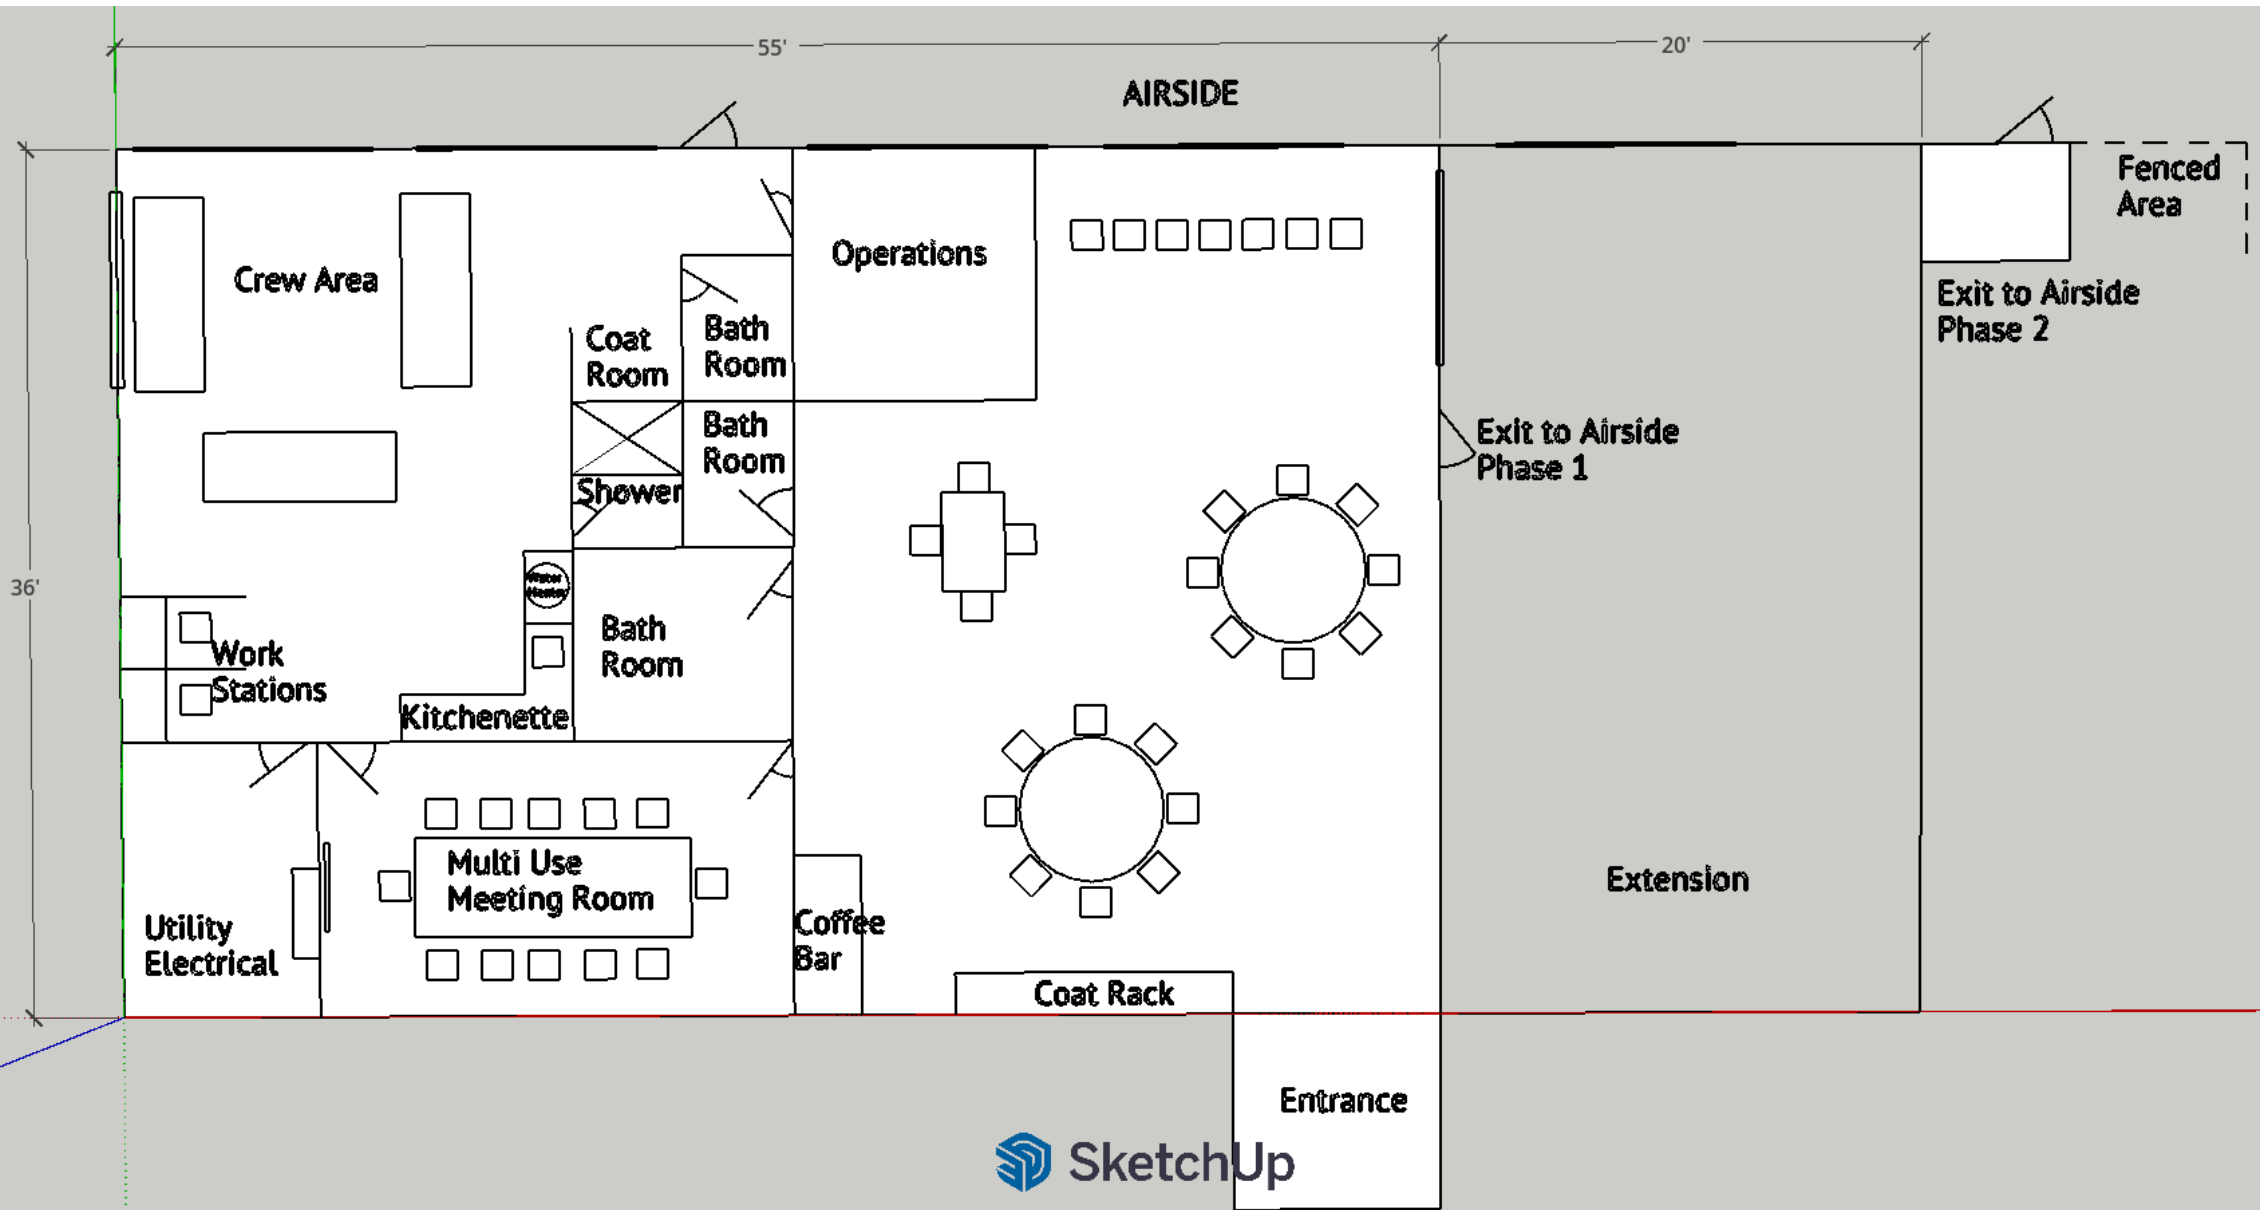 55'
20'
AIRSIDE
Fenced
Area
Operations
Crew Area
Exit to Airside
Phase 2
Coat
Room
Bath
Room
Bath
Room
Exit to Airside
Phase 1
Shower
36'
Water
Heater
Bath
Room
Work
Stations
Kitchenette
Multi Use
Meeting Room
Extension
Utility
Electrical
Coffee
Bar
Coat Rack
Entrance
SketchUp